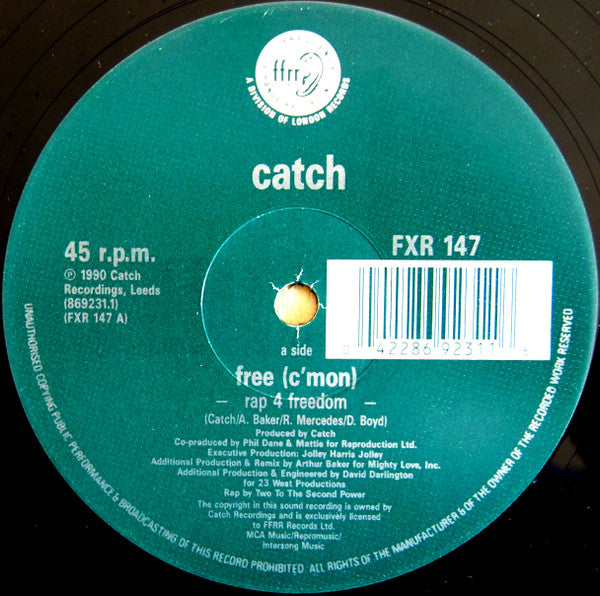 ffrr
A DIVISION OF LONDON RECORDS
catch
45 r.p.m.
℗ 1990 Catch
Recordings, Leeds
(869231.1)
(FXR 147 A)
FXR 147
0 42286 92311
a side
free (c'mon)
– rap 4 freedom –
(Catch/A. Baker/R. Mercedes/D. Boyd)
Produced by Catch
Co-produced by Phil Dane & Mattie for Reproduction Ltd.
Executive Production: Jolley Harris Jolley
Additional Production & Remix by Arthur Baker for Mighty Love, Inc.
Additional Production & Engineered by David Darlington
for 23 West Productions
Rap by Two To The Second Power
The copyright in this sound recording is owned by
Catch Recordings and is exclusively licensed
to FFRR Records Ltd.
MCA Music/Repromusic/
Intersong Music
UNAUTHORISED COPYING PUBLIC PERFORMANCE & BROADCASTING OF THIS RECORD PROHIBITED. ALL RIGHTS OF THE MANUFACTURER & OF THE OWNER OF THE RECORDED WORK RESERVED